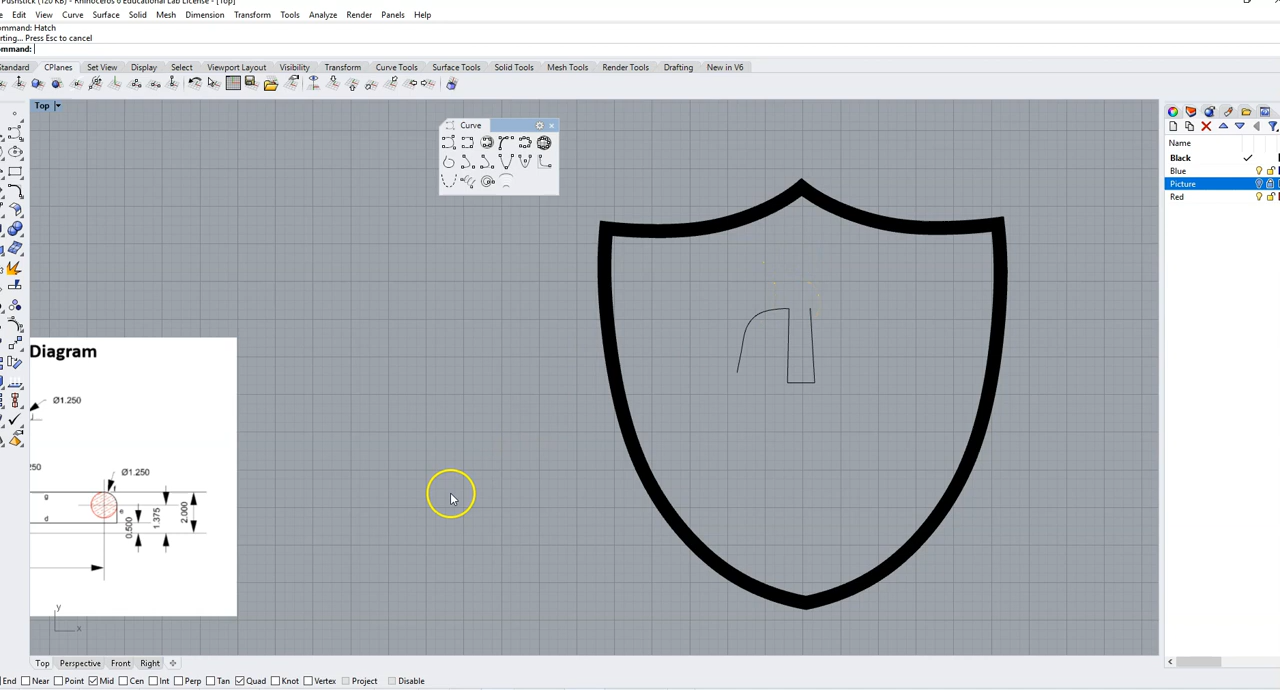 Pushstick (120 KB) - Rhinoceros 6 Educational Lab License - [Top]
Edit View Curve Surface Solid Mesh Dimension Transform Tools Analyze Render Panels Help
ommand: Hatch
rting... Press Esc to cancel
ommand:
Standard CPlanes Set View Display Select Viewport Layout Visibility Transform Curve Tools Surface Tools Solid Tools Mesh Tools Render Tools Drafting New in V6
Top
Curve
Name
Black
Blue
Picture
Red
Diagram
Ø1.250
250
Ø1.250
g
f
e
d
0.500
1.375
2.000
y
x
Top Perspective Front Right
End Near Point Mid Cen Int Perp Tan Quad Knot Vertex Project Disable